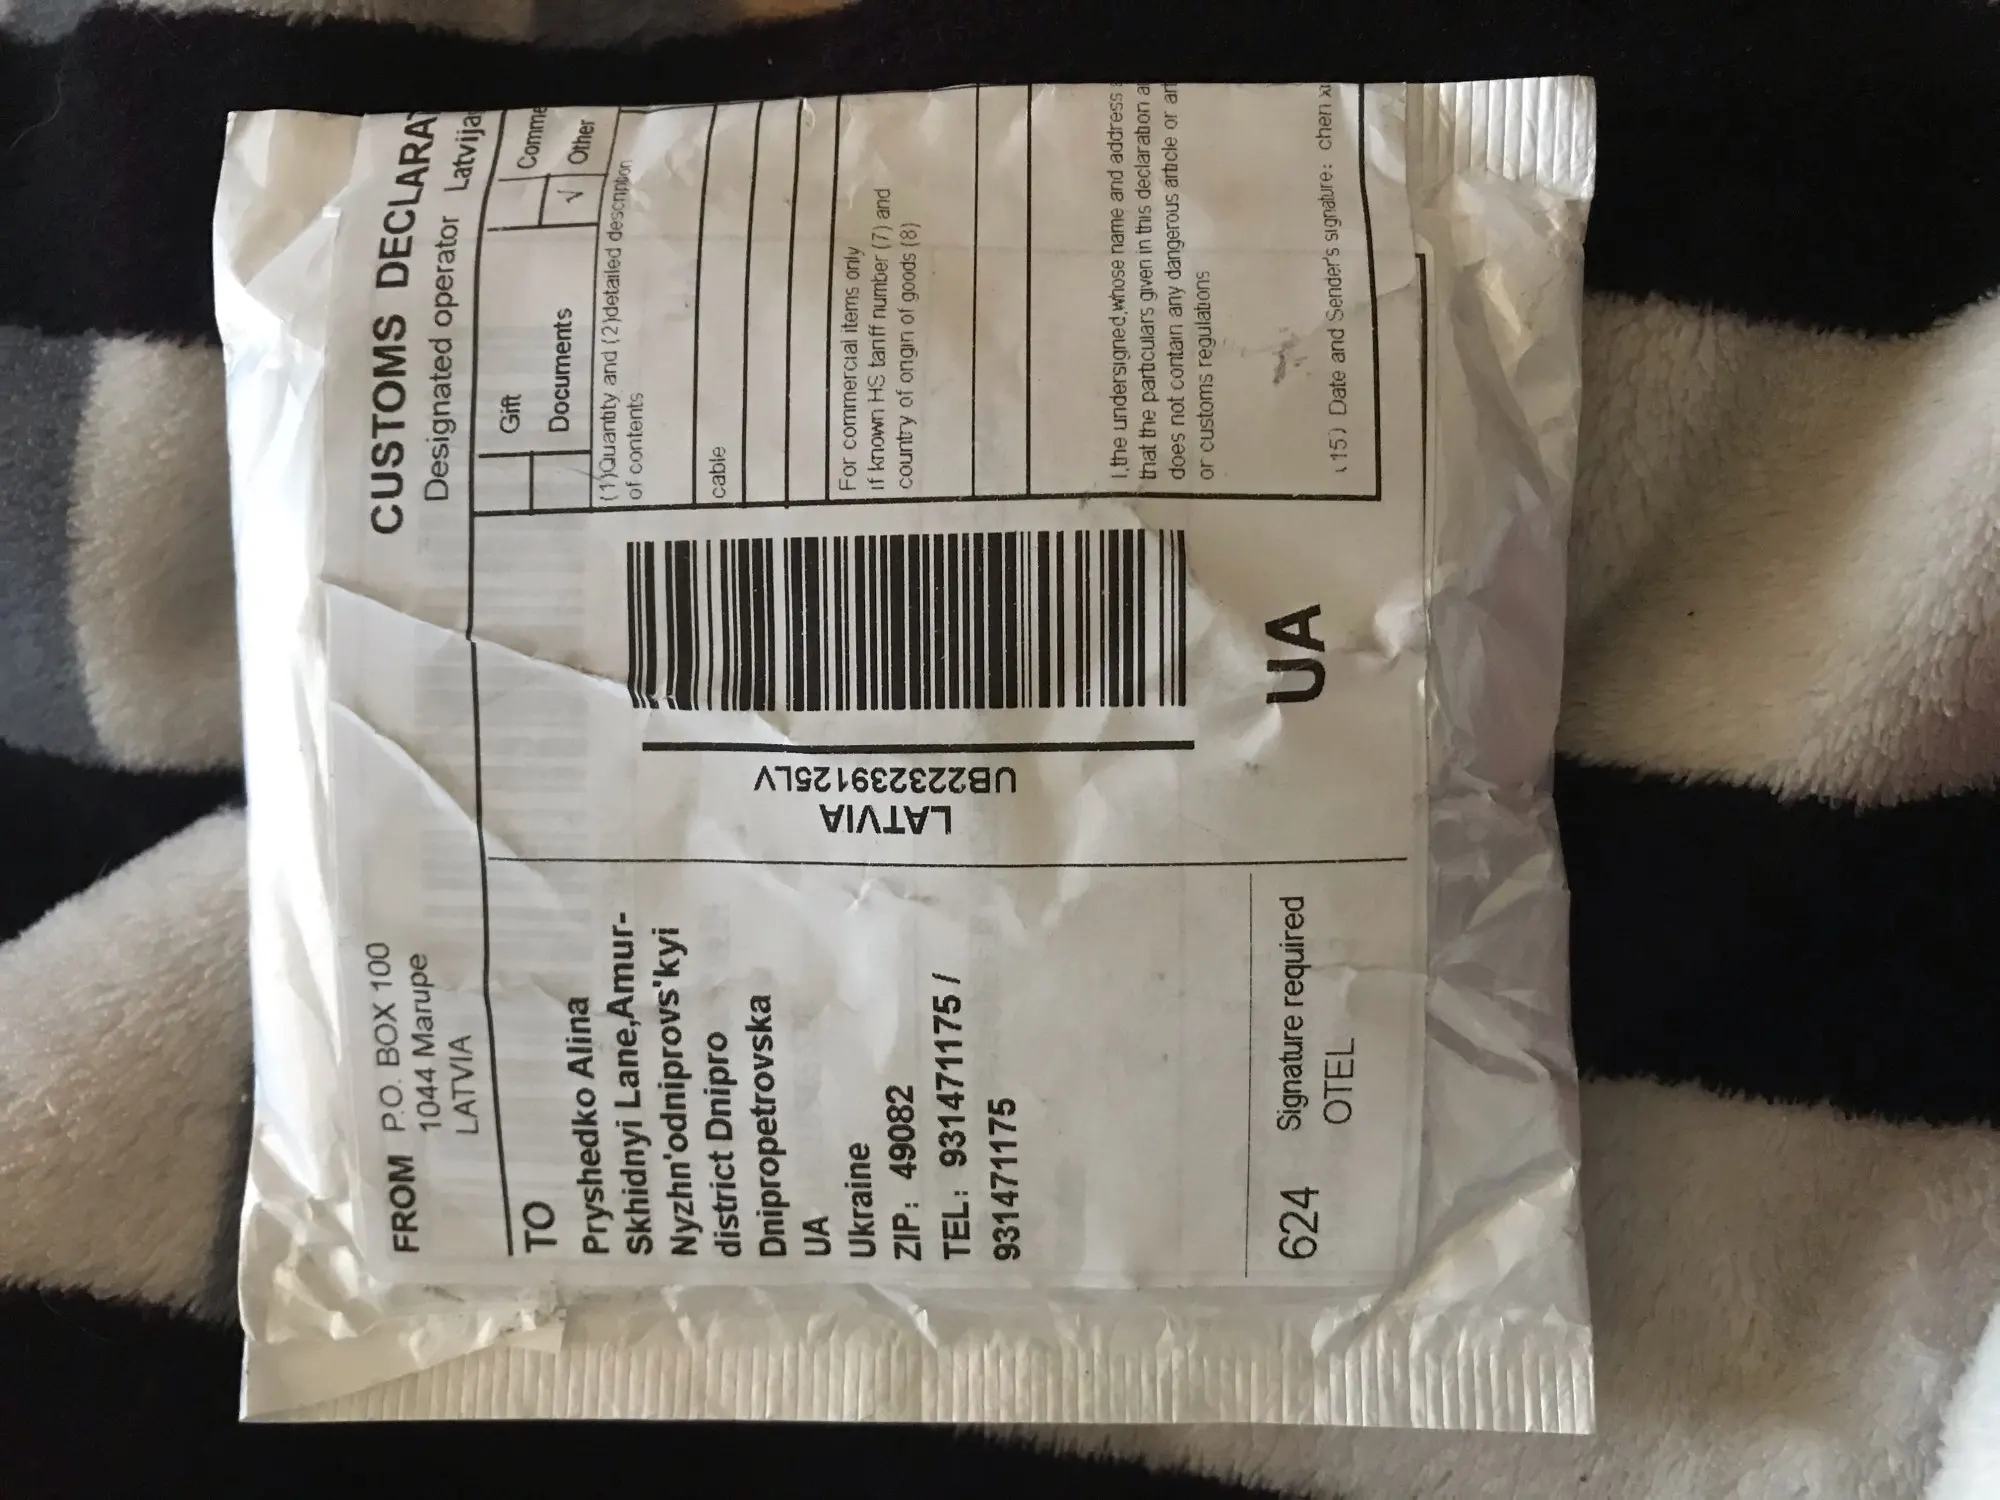 FROM P.O. BOX 100
1044 Marupe
LATVIA
TO
Pryshedko Alina
Skhidnyi Lane,Amur-
Nyzhn'odniprovs'kyi
district Dnipro
Dnipropetrovska
UA
Ukraine
ZIP: 49082
TEL: 931471175 /
931471175
624 Signature required
OTEL
LATVIA
UB223239125LV
UA
CUSTOMS DECLARA
Designated operator Latvija
Gift Comme
Documents √ Other
(1)Quantity and (2)detailed description
of contents
cable
For commercial items only
If known HS tariff number (7) and
country of origin of goods (8)
I,the undersigned,whose name and address a
that the particulars given in this declaration a
does not contain any dangerous article or ar
or customs regulations
(15) Date and Sender's signature: chen xi